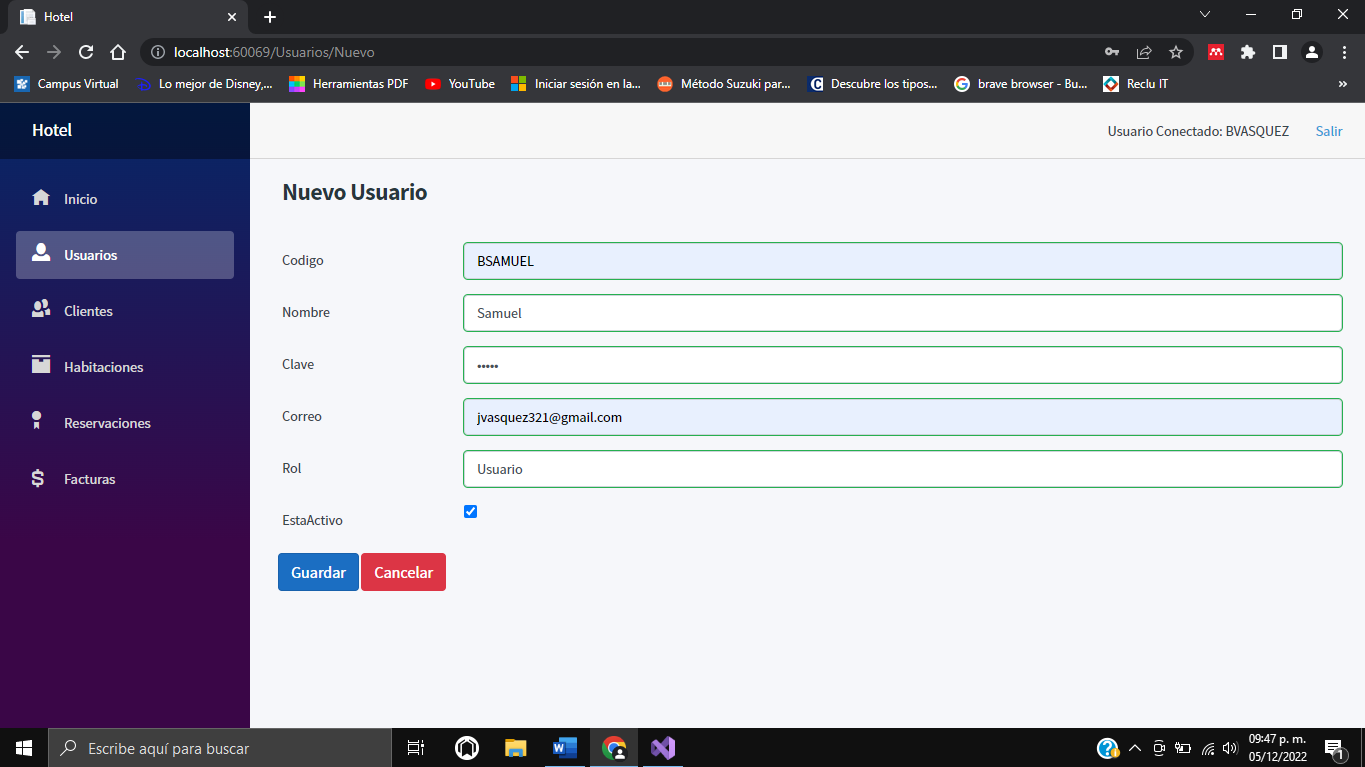 Hotel
localhost:60069/Usuarios/Nuevo
Campus Virtual
Lo mejor de Disney,...
Herramientas PDF
YouTube
Iniciar sesión en la...
Método Suzuki par...
Descubre los tipos...
brave browser - Bu...
Reclu IT
»
Hotel
Usuario Conectado: BVASQUEZ
Salir
Inicio
Usuarios
Clientes
Habitaciones
Reservaciones
Facturas
Nuevo Usuario
Codigo
BSAMUEL
Nombre
Samuel
Clave
•••••
Correo
jvasquez321@gmail.com
Rol
Usuario
EstaActivo
Guardar
Cancelar
Escribe aquí para buscar
09:47 p. m.
05/12/2022
1